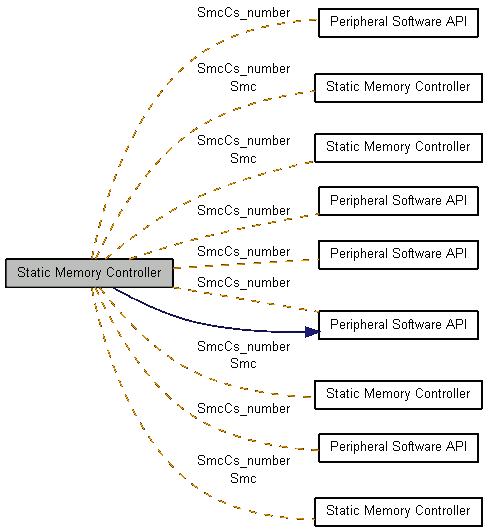 SmcCs_number
Peripheral Software API
SmcCs_number
Smc
Static Memory Controller
SmcCs_number
Smc
Static Memory Controller
SmcCs_number
Peripheral Software API
SmcCs_number
Peripheral Software API
Static Memory Controller
SmcCs_number
Peripheral Software API
SmcCs_number
Smc
Static Memory Controller
SmcCs_number
Peripheral Software API
SmcCs_number
Smc
Static Memory Controller